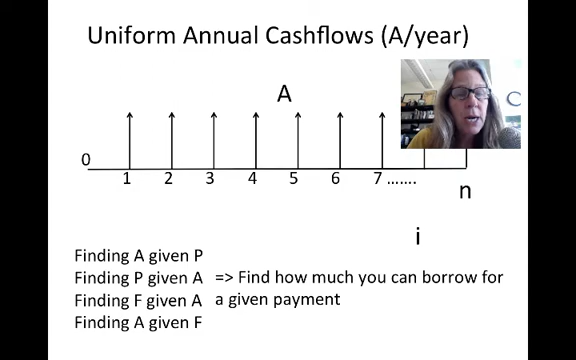 Uniform Annual Cashflows (A/year)
A
0
1 2 3 4 5 6 7 .......
n
i
Finding A given P
Finding P given A => Find how much you can borrow for
Finding F given A a given payment
Finding A given F